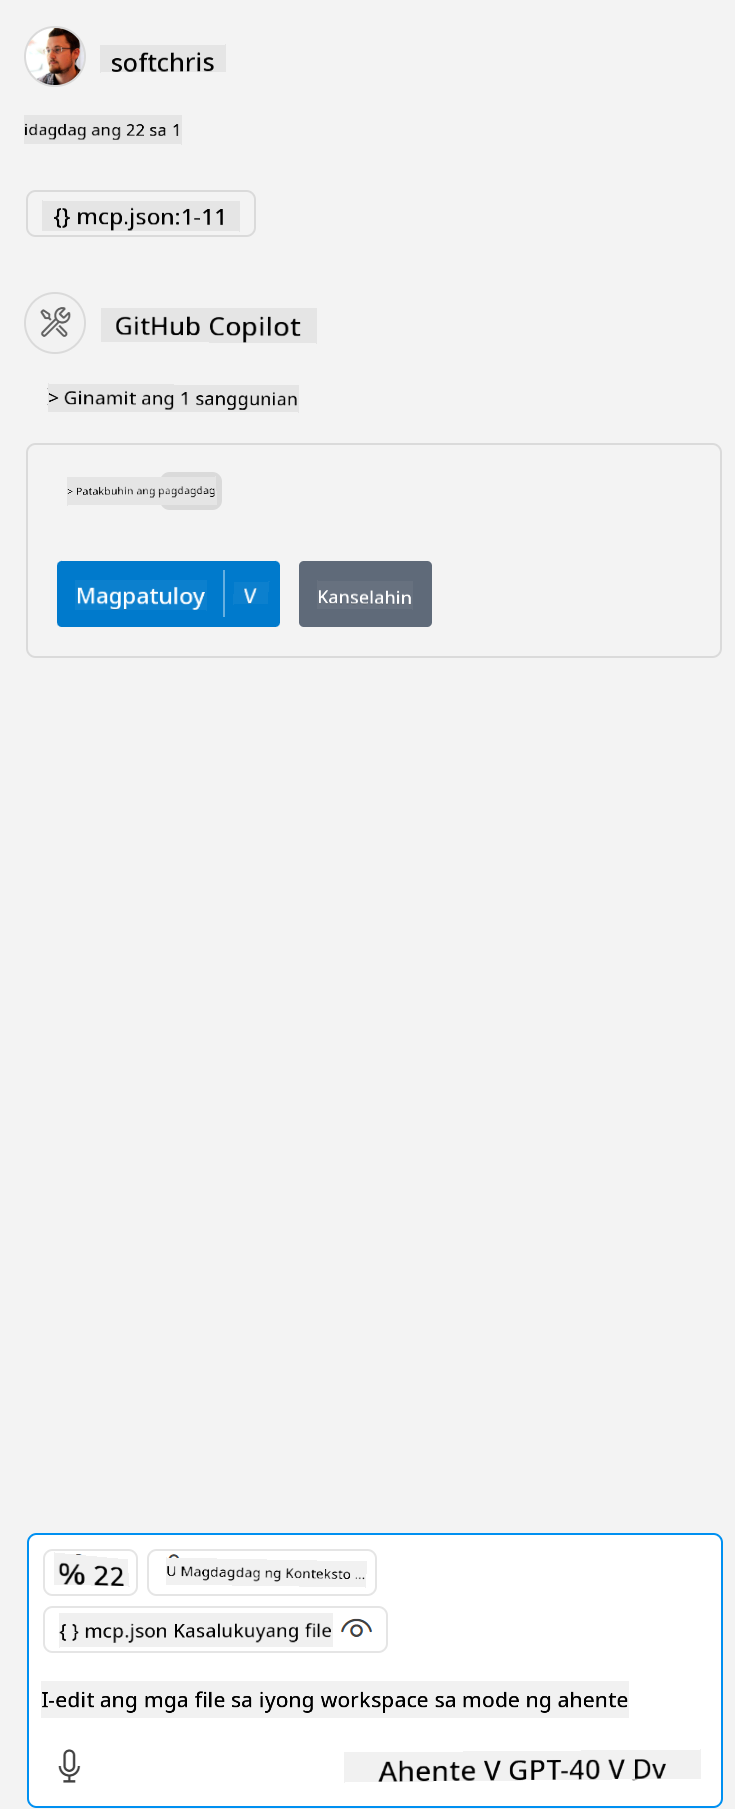 softchris
idagdag ang 22 sa 1
{} mcp.json:1-11
GitHub Copilot
> Ginamit ang 1 sanggunian
> Patakbuhin ang pagdagdag
Magpatuloy V Kanselahin
% 22 U Magdagdag ng Konteksto ...
{ } mcp.json Kasalukuyang file
I-edit ang mga file sa iyong workspace sa mode ng ahente
Ahente V GPT-40 V Dv